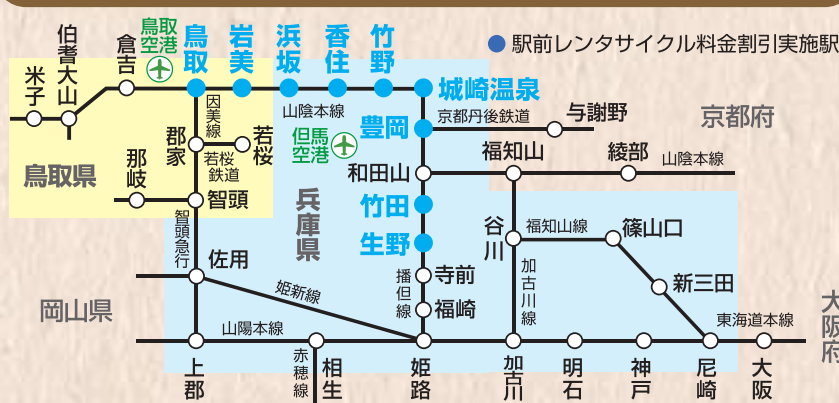 鳥取空港
鳥取
岩美
浜坂
香住
竹野
駅前レンタサイクル料金割引実施駅
伯耆大山
倉吉
米子
城崎温泉
因美線
山陰本線
京都丹後鉄道
与謝野
京都府
豊岡
但馬空港
郡家
若桜
若桜鉄道
福知山
綾部
山陰本線
鳥取県
那岐
智頭
和田山
兵庫県
竹田
生野
谷川
福知山線
篠山口
智頭急行
佐用
姫新線
播但線
寺前
福崎
加古川線
新三田
岡山県
山陽本線
東海道本線
大阪府
上郡
赤穂線
相生
姫路
加古川
明石
神戸
尼崎
大阪